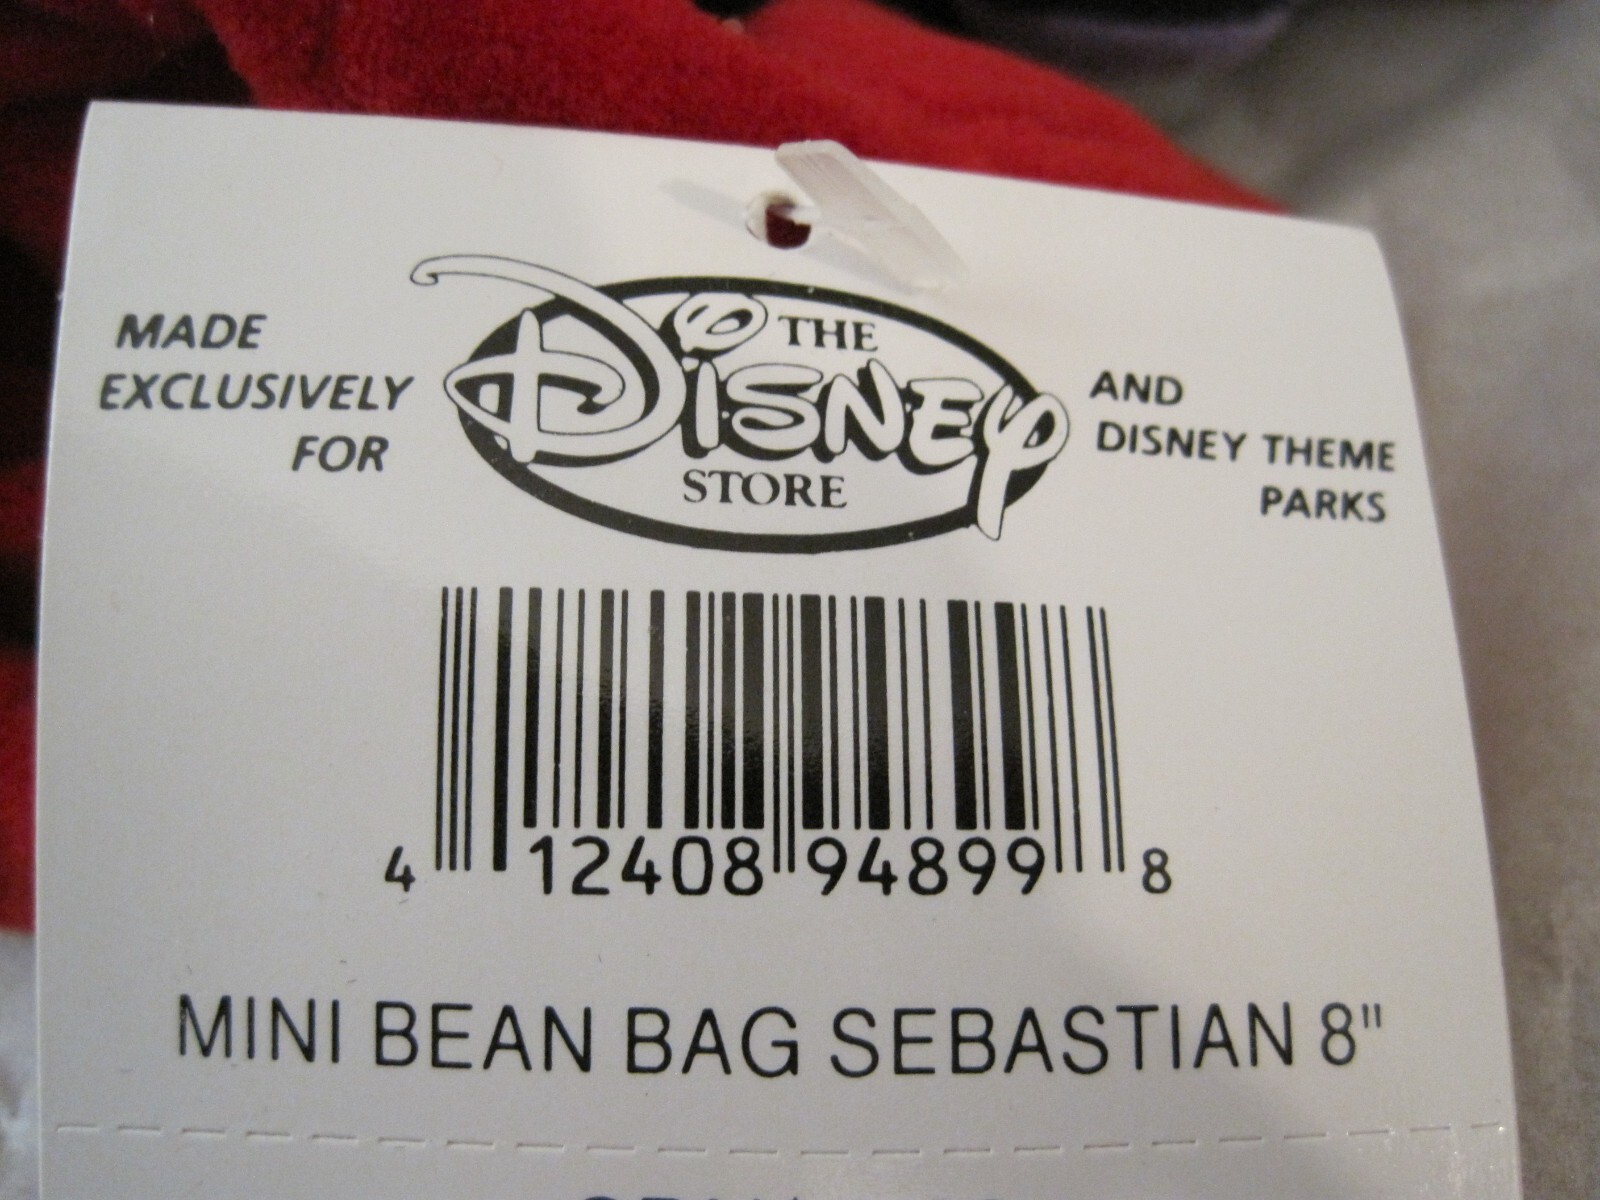 MADE
EXCLUSIVELY
FOR
THE
Disney
STORE
AND
DISNEY THEME
PARKS
4 12408 94899 8
MINI BEAN BAG SEBASTIAN 8"